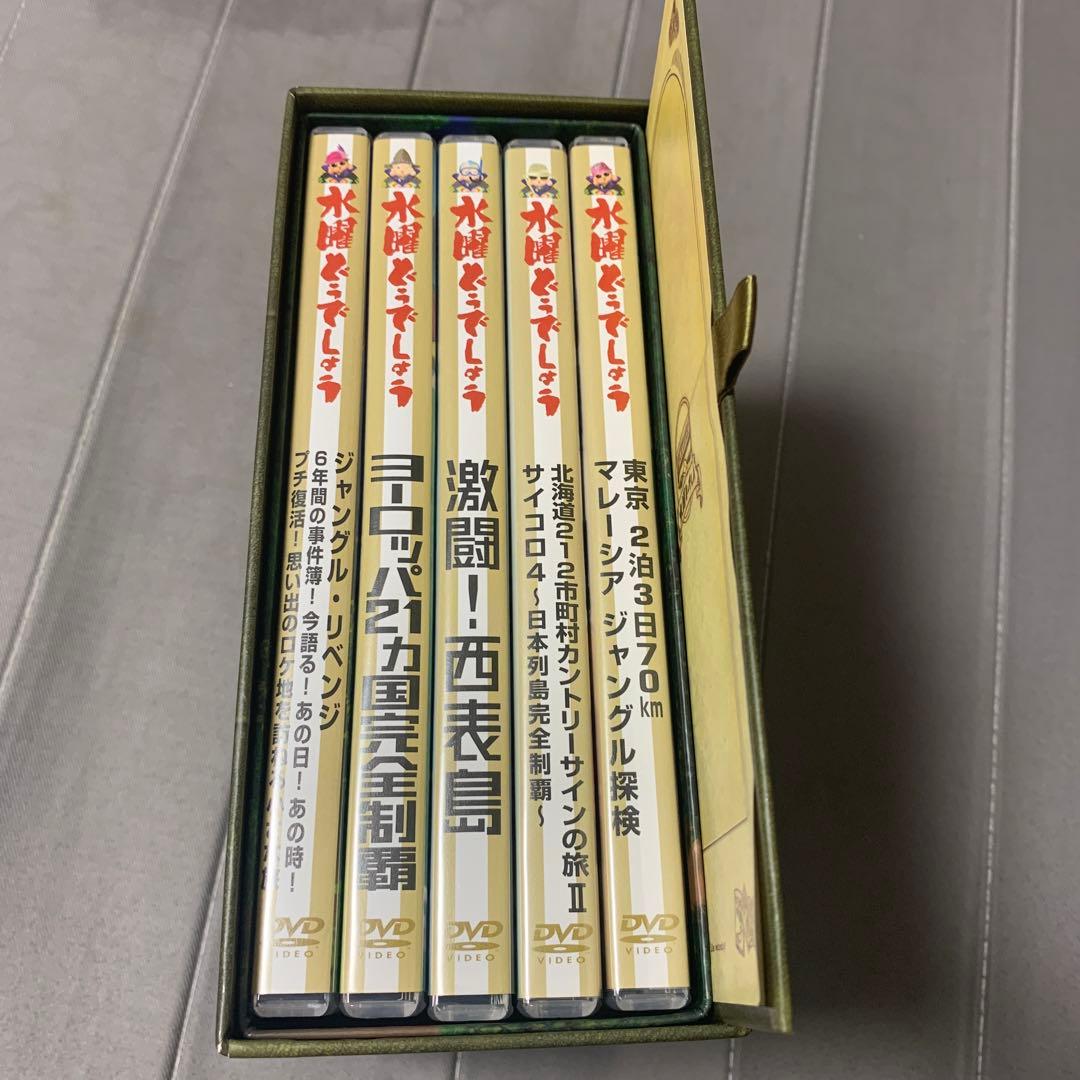 水曜どうでしょう
ジャングル・リベンジ
6年間の事件簿!今語る!あの日!あの時!
プチ復活!思い出のロケ地を訪ねる
DVD
VIDEO
水曜どうでしょう
ヨーロッパ21カ国完全制覇
DVD
VIDEO
水曜どうでしょう
激闘!西表島
DVD
VIDEO
水曜どうでしょう
北海道212市町村カントリーサインの旅Ⅱ
サイコロ4〜日本列島完全制覇〜
DVD
VIDEO
水曜どうでしょう
東京 2泊3日70km
マレーシア ジャングル探検
DVD
VIDEO